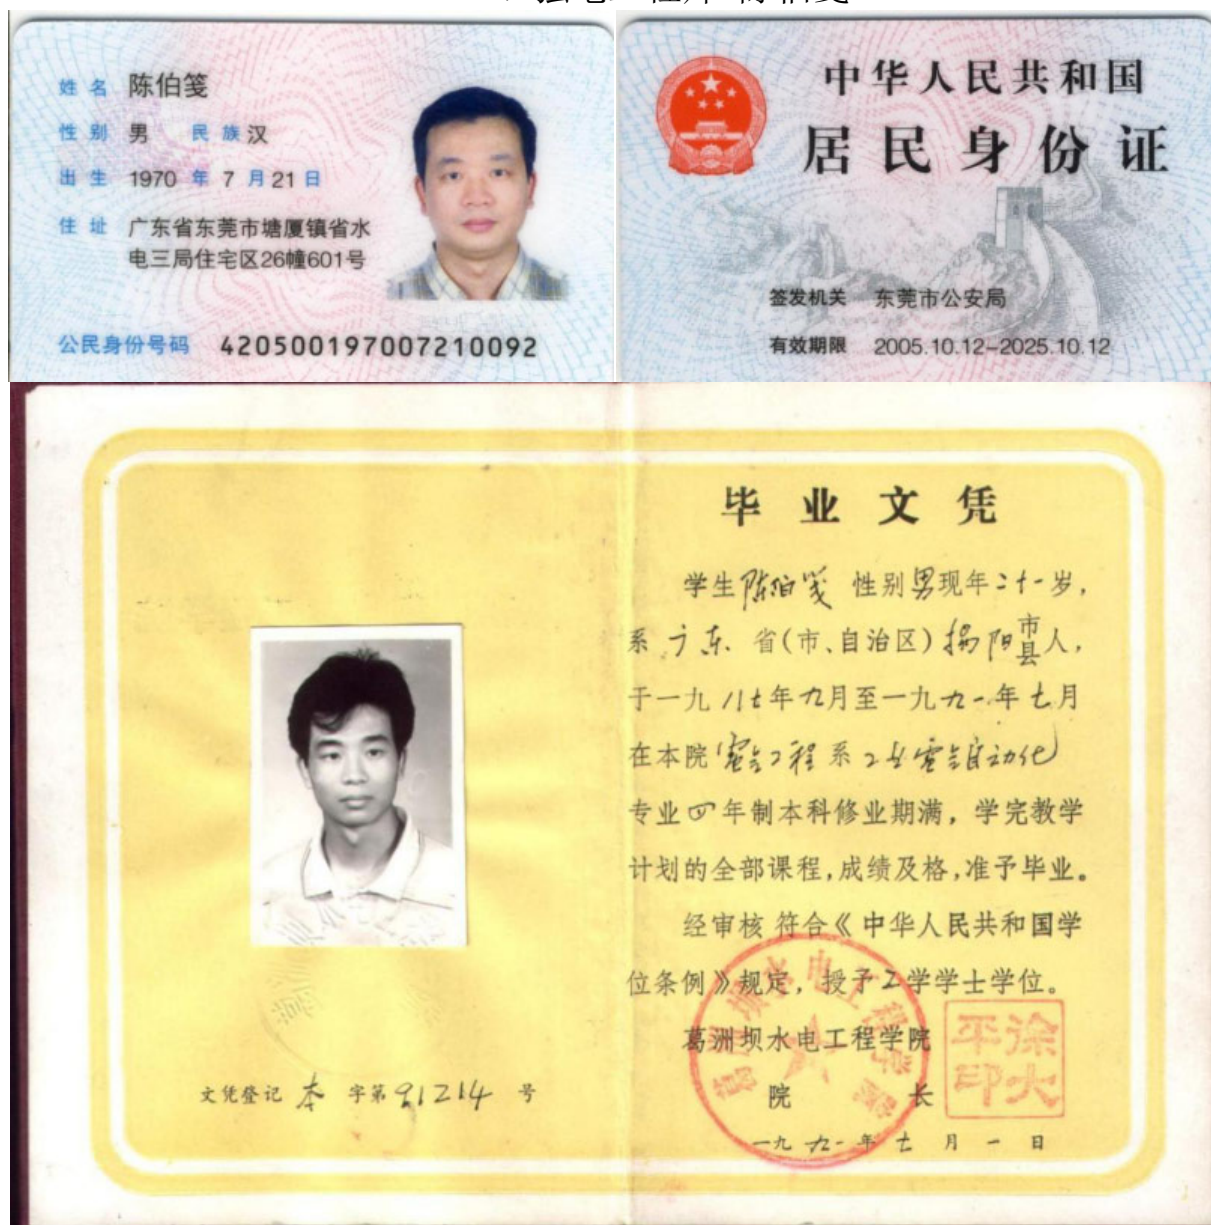 姓名 陈伯笺
性别 男 民族 汉
出生 1970 年 7 月 21 日
住址 广东省东莞市塘厦镇省水
电三局住宅区26幢601号
公民身份号码 420500197007210092
中华人民共和国
居民身份证
签发机关 东莞市公安局
有效期限 2005.10.12-2025.10.12
毕业文凭
学生陈伯笺 性别男现年二十一岁,
系广东 省(市、自治区)揭阳市县人,
于一九八七年九月至一九九一年七月
在本院電气工程系工业電气自动化
专业四年制本科修业期满，学完教学
计划的全部课程,成绩及格,准予毕业。
经审核 符合《中华人民共和国学
位条例》规定，授予工学学士学位。
葛洲坝水电工程学院
院 长
徐大平印
一九九一年七月一日
文凭登记 本 字第 91214 号
葛洲坝水电工程学院